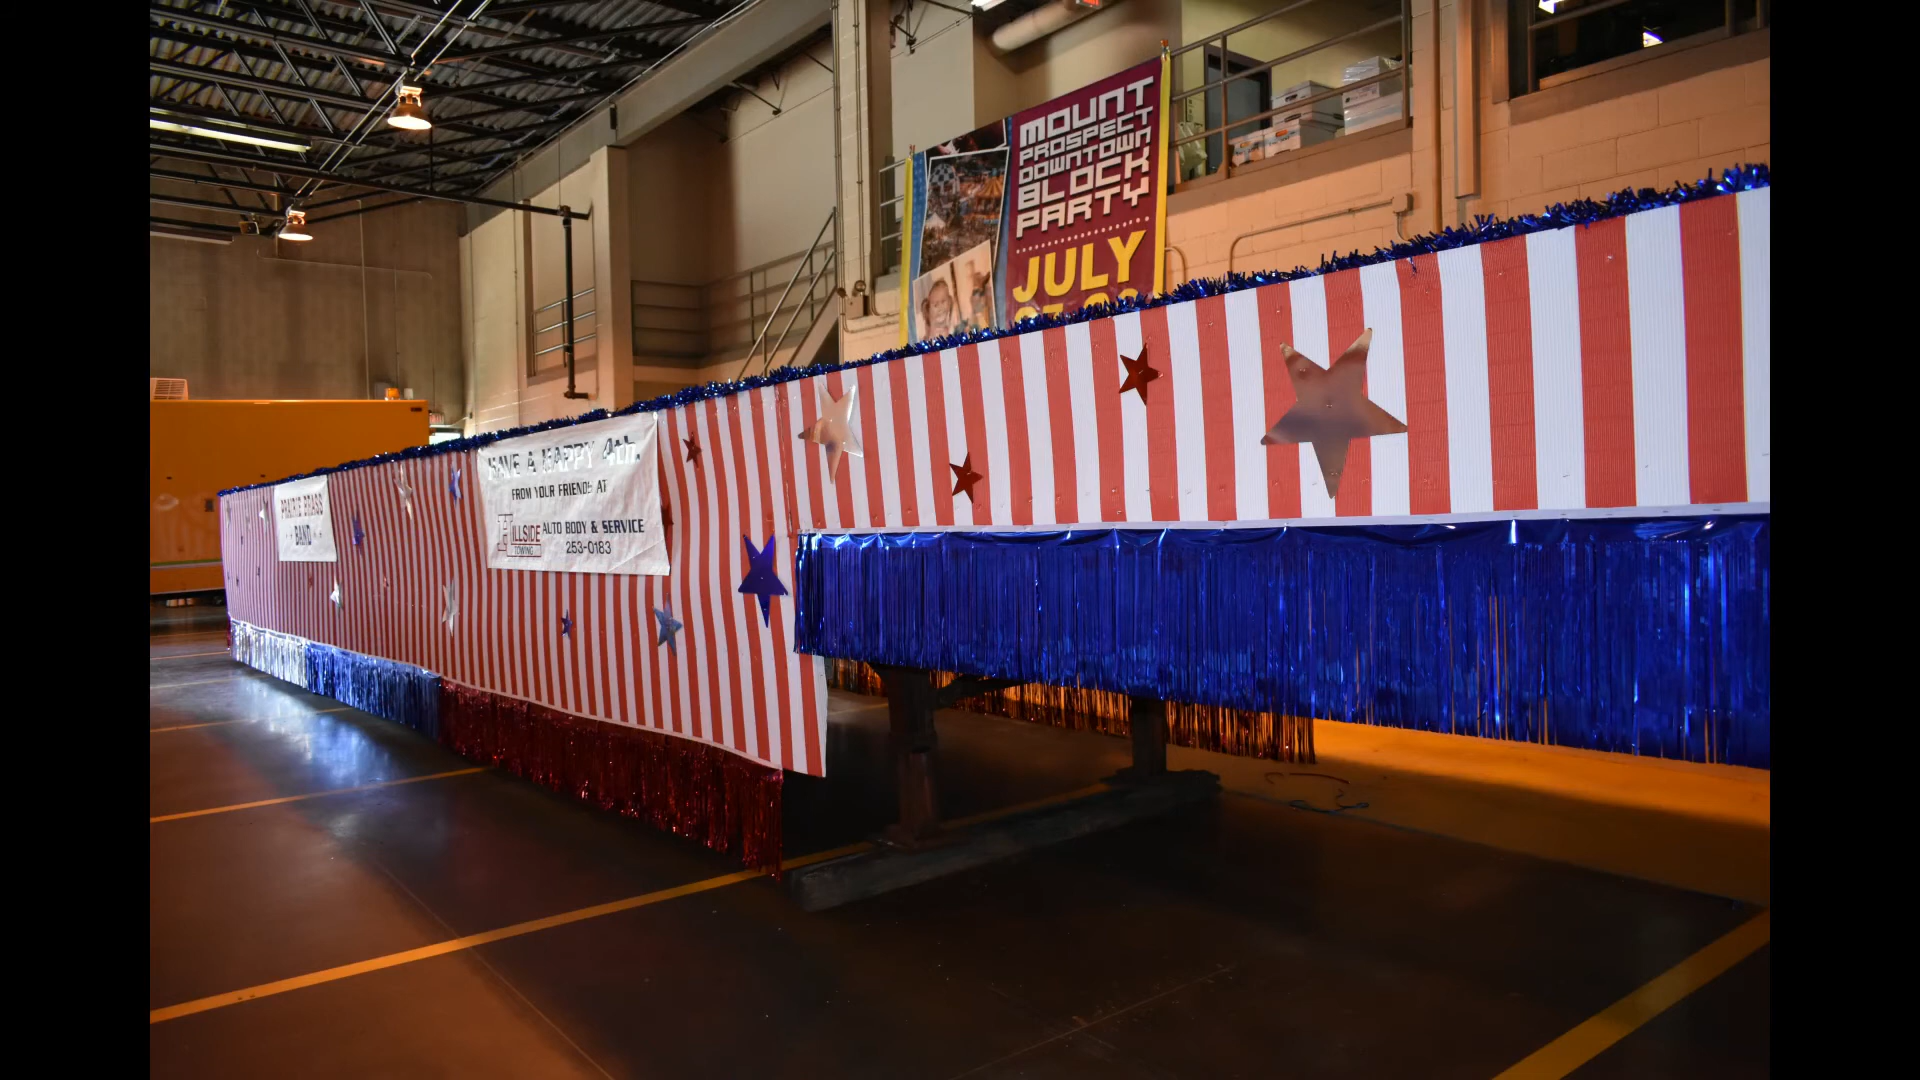 MOUNT
PROSPECT
DOWNTOWN
BLOCK
PARTY
JULY
HAVE A HAPPY 4th.
FROM YOUR FRIENDS AT
HILLSIDE AUTO BODY & SERVICE
TOWING 253-0183
PRAIRIE BRASS
BAND